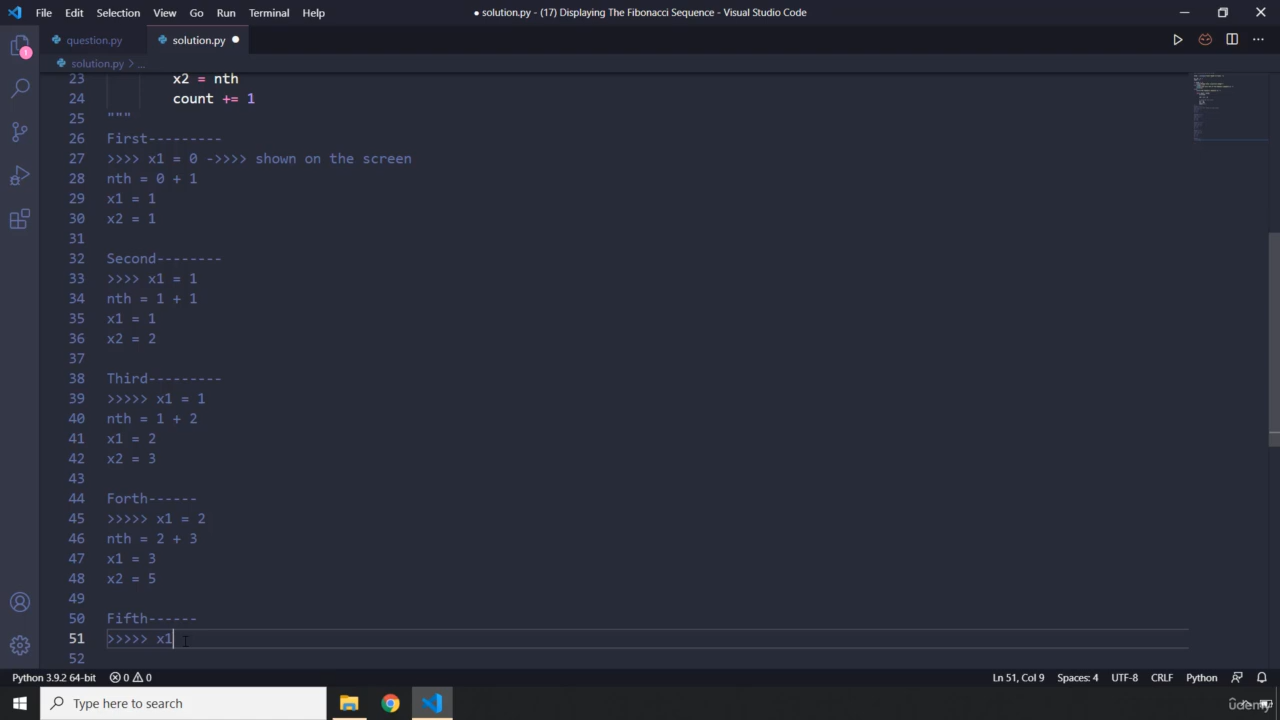 File Edit Selection View Go Run Terminal Help
● solution.py - (17) Displaying The Fibonacci Sequence - Visual Studio Code
question.py solution.py ●
solution.py > ...
23 x2 = nth
24 count += 1
25 """
26 First---------
27 >>>> x1 = 0 ->>>> shown on the screen
28 nth = 0 + 1
29 x1 = 1
30 x2 = 1
31
32 Second--------
33 >>>> x1 = 1
34 nth = 1 + 1
35 x1 = 1
36 x2 = 2
37
38 Third---------
39 >>>>> x1 = 1
40 nth = 1 + 2
41 x1 = 2
42 x2 = 3
43
44 Forth------
45 >>>>> x1 = 2
46 nth = 2 + 3
47 x1 = 3
48 x2 = 5
49
50 Fifth------
51 >>>>> x1
52
1
Python 3.9.2 64-bit 0 0 Ln 51, Col 9 Spaces: 4 UTF-8 CRLF Python
Type here to search
udemy